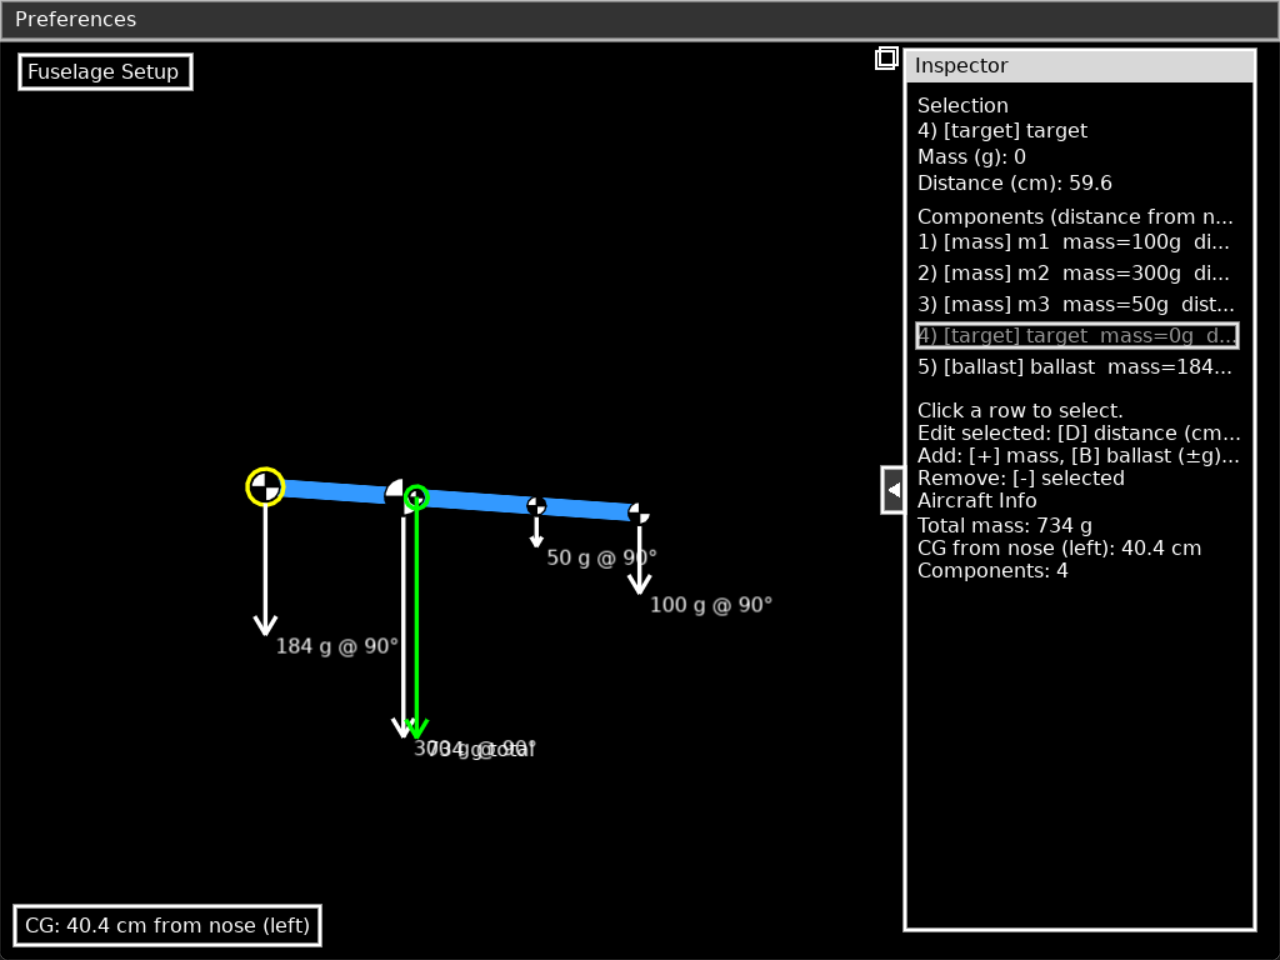 Preferences
Fuselage Setup
Inspector
Selection
4) [target] target
Mass (g): 0
Distance (cm): 59.6
Components (distance from n...
1) [mass] m1  mass=100g  di...
2) [mass] m2  mass=300g  di...
3) [mass] m3  mass=50g  dist...
4) [target] target  mass=0g  d...
5) [ballast] ballast  mass=184...
Click a row to select.
Edit selected: [D] distance (cm...
Add: [+] mass, [B] ballast (±g)...
Remove: [-] selected
Aircraft Info
Total mass: 734 g
CG from nose (left): 40.4 cm
Components: 4
50 g @ 90°
100 g @ 90°
184 g @ 90°
300 g @ 90°
734 g total
CG: 40.4 cm from nose (left)